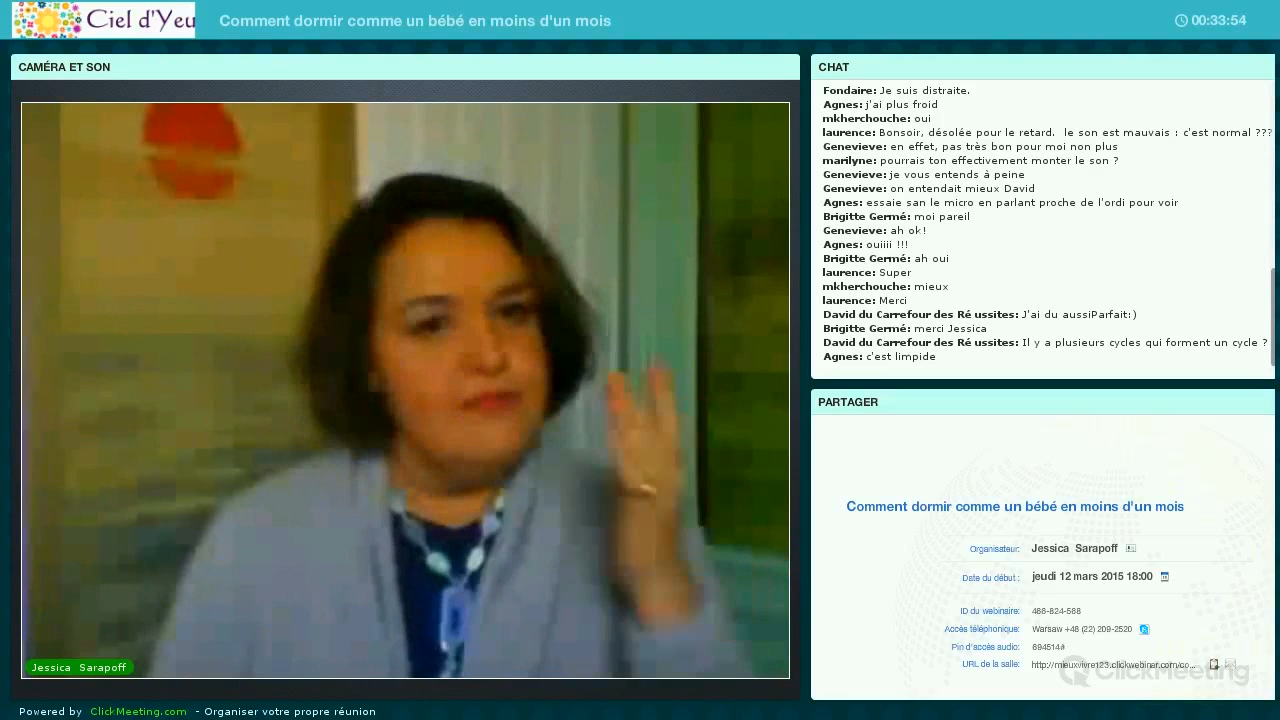 Ciel d'Yeu
Comment dormir comme un bébé en moins d'un mois
00:33:54
CAMÉRA ET SON
CHAT
Fondaire: Je suis distraite.
Agnes: j'ai plus froid
mkherchouche: oui
laurence: Bonsoir, désolée pour le retard. le son est mauvais : c'est normal ???
Genevieve: en effet, pas très bon pour moi non plus
marilyne: pourrais ton effectivement monter le son ?
Genevieve: je vous entends à peine
Genevieve: on entendait mieux David
Agnes: essaie san le micro en parlant proche de l'ordi pour voir
Brigitte Germé: moi pareil
Genevieve: ah ok!
Agnes: ouiiii !!!
Brigitte Germé: ah oui
laurence: Super
mkherchouche: mieux
laurence: Merci
David du Carrefour des Ré ussites: J'ai du aussiParfait:)
Brigitte Germé: merci Jessica
David du Carrefour des Ré ussites: Il y a plusieurs cycles qui forment un cycle ?
Agnes: c'est limpide
PARTAGER
Comment dormir comme un bébé en moins d'un mois
Organisateur: Jessica Sarapoff
Date du début : jeudi 12 mars 2015 18:00
ID du webinaire: 486-824-568
Accès téléphonique: Warsaw +48 (22) 209-2520
Pin d'accès audio: 894514#
URL de la salle: http://mieuxvivre123.clickwebinar.com/co...
ClickMeeting
Jessica Sarapoff
Powered by ClickMeeting.com - Organiser votre propre réunion